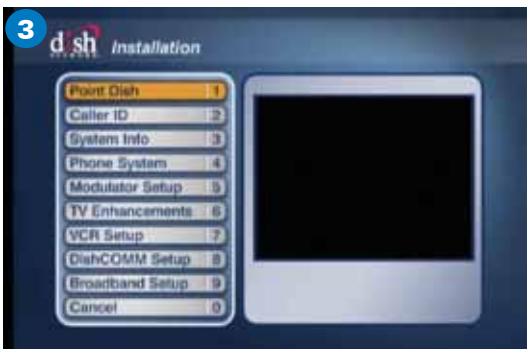 3
dish Installation
NETWORK
Point Dish 1
Caller ID 2
System Info 3
Phone System 4
Modulator Setup 5
TV Enhancements 6
VCR Setup 7
DishCOMM Setup 8
Broadband Setup 9
Cancel 0